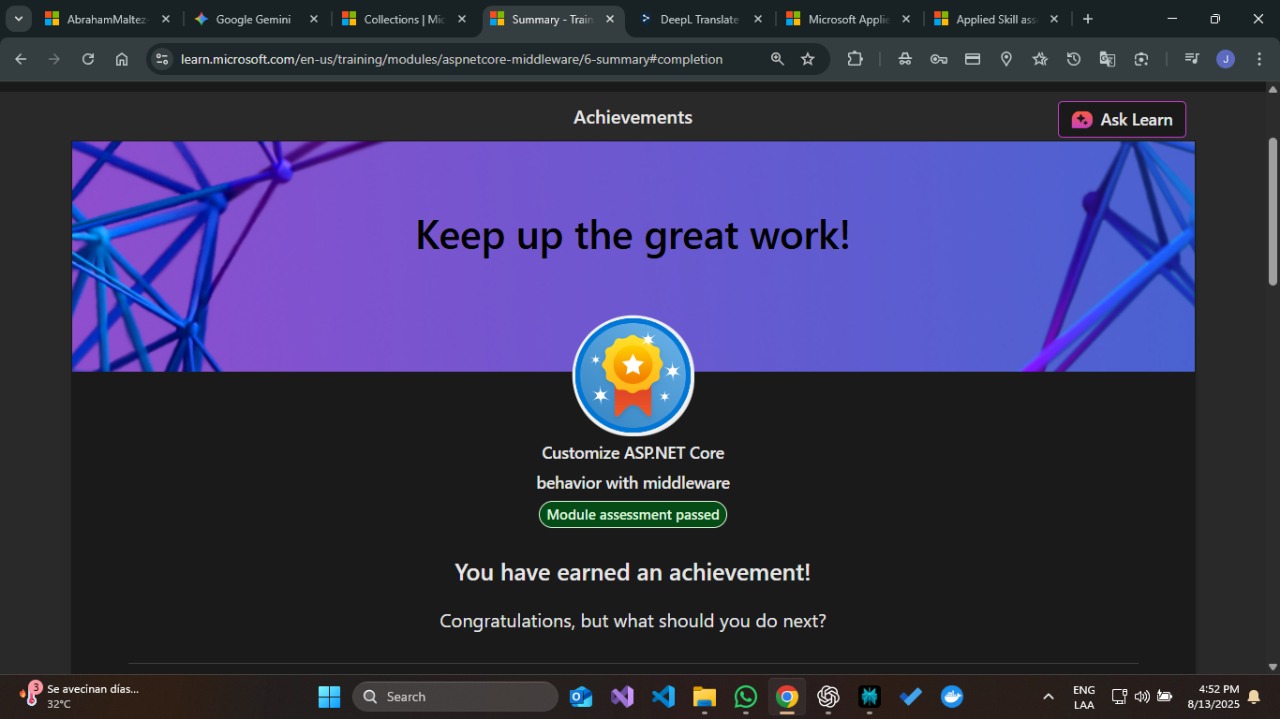 AbrahamMaltez-
Google Gemini
Collections | Mic
Summary - Train
DeepL Translate
Microsoft Applie
Applied Skill ass
learn.microsoft.com/en-us/training/modules/aspnetcore-middleware/6-summary#completion
J
Achievements
Ask Learn
Keep up the great work!
Customize ASP.NET Core
behavior with middleware
Module assessment passed
You have earned an achievement!
Congratulations, but what should you do next?
3
Se avecinan días...
32°C
Search
ENG
LAA
4:52 PM
8/13/2025